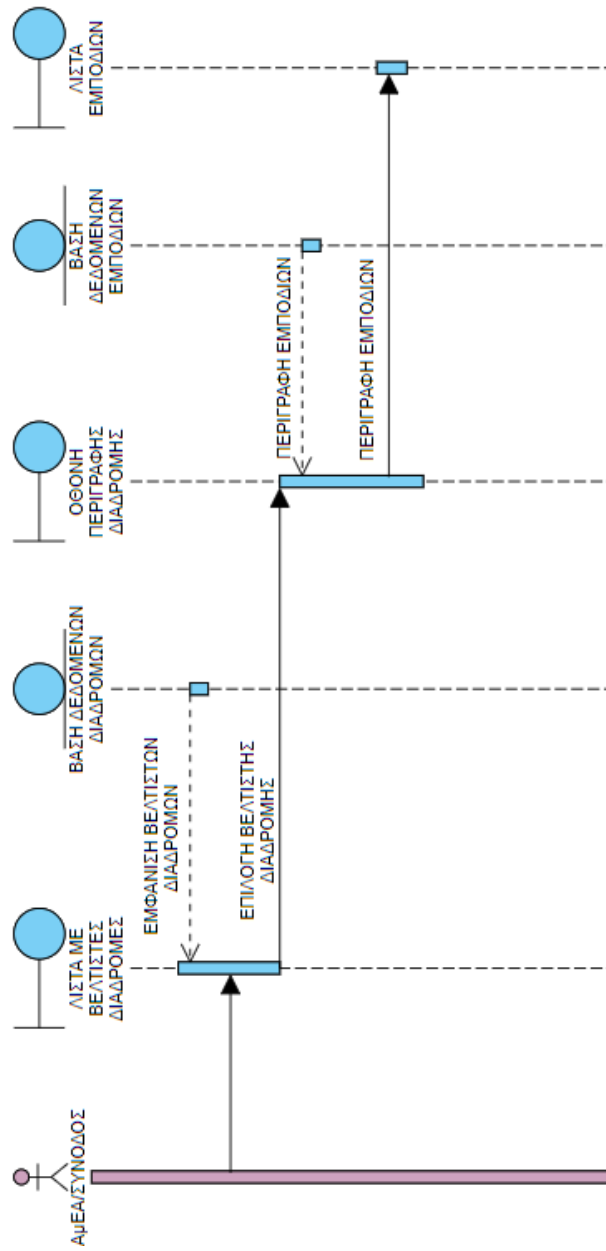 ΑμΕΑ/ΣΥΝΟΔΟΣ
ΛΙΣΤΑ ΜΕ
ΒΕΛΤΙΣΤΕΣ
ΔΙΑΔΡΟΜΕΣ
ΒΑΣΗ ΔΕΔΟΜΕΝΩΝ
ΔΙΑΔΡΟΜΩΝ
ΟΘΟΝΗ
ΠΕΡΙΓΡΑΦΗΣ
ΔΙΑΔΡΟΜΗΣ
ΒΑΣΗ
ΔΕΔΟΜΕΝΩΝ
ΕΜΠΟΔΙΩΝ
ΛΙΣΤΑ
ΕΜΠΟΔΙΩΝ
ΕΜΦΑΝΙΣΗ ΒΕΛΤΙΣΤΩΝ
ΔΙΑΔΡΟΜΩΝ
ΕΠΙΛΟΓΗ ΒΕΛΤΙΣΤΗΣ
ΔΙΑΔΡΟΜΗΣ
ΠΕΡΙΓΡΑΦΗ ΕΜΠΟΔΙΩΝ
ΠΕΡΙΓΡΑΦΗ ΕΜΠΟΔΙΩΝ